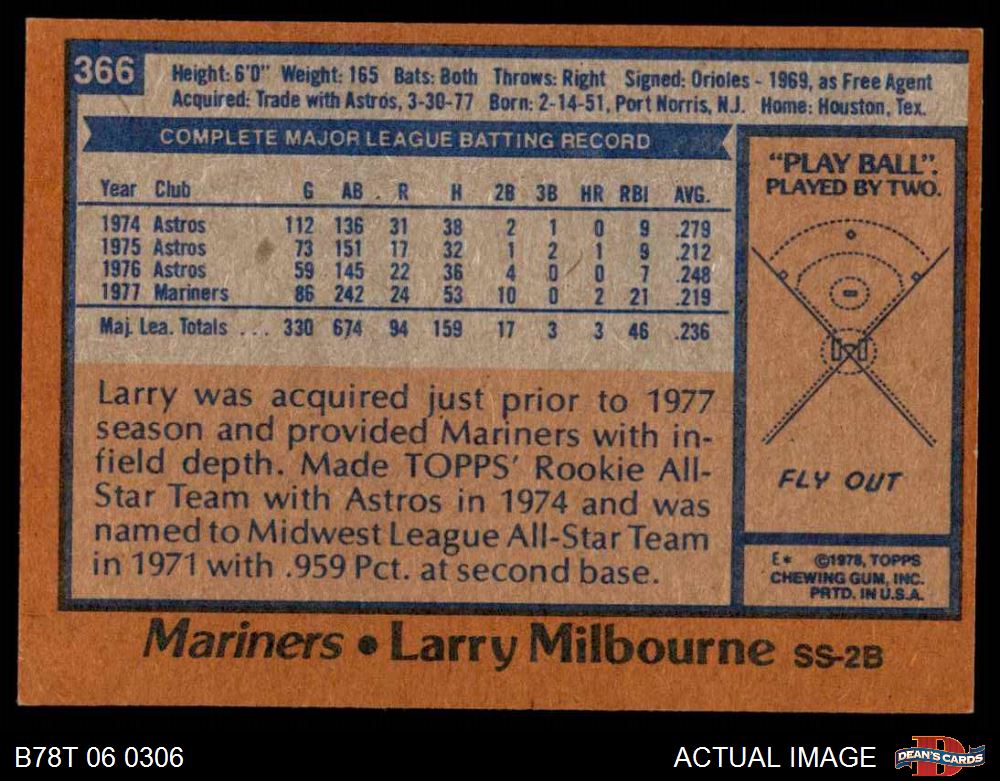 366
Height: 6'0" Weight: 165 Bats: Both Throws: Right Signed: Orioles - 1969, as Free Agent
Acquired: Trade with Astros, 3-30-77 Born: 2-14-51, Port Norris, N.J. Home: Houston, Tex.
COMPLETE MAJOR LEAGUE BATTING RECORD
Year Club G AB R H 2B 3B HR RBI AVG.
1974 Astros 112 136 31 38 2 1 0 9 .279
1975 Astros 73 151 17 32 1 2 1 9 .212
1976 Astros 59 145 22 36 4 0 0 7 .248
1977 Mariners 86 242 24 53 10 0 2 21 .219
Maj. Lea. Totals ... 330 674 94 159 17 3 3 46 .236
Larry was acquired just prior to 1977
season and provided Mariners with in-
field depth. Made TOPPS' Rookie All-
Star Team with Astros in 1974 and was
named to Midwest League All-Star Team
in 1971 with .959 Pct. at second base.
"PLAY BALL".
PLAYED BY TWO.
FLY OUT
E* ©1978, TOPPS
CHEWING GUM, INC.
PRTD. IN U.S.A.
Mariners • Larry Milbourne SS-2B
B78T 06 0306
ACTUAL IMAGE
D
DEAN'S CARDS